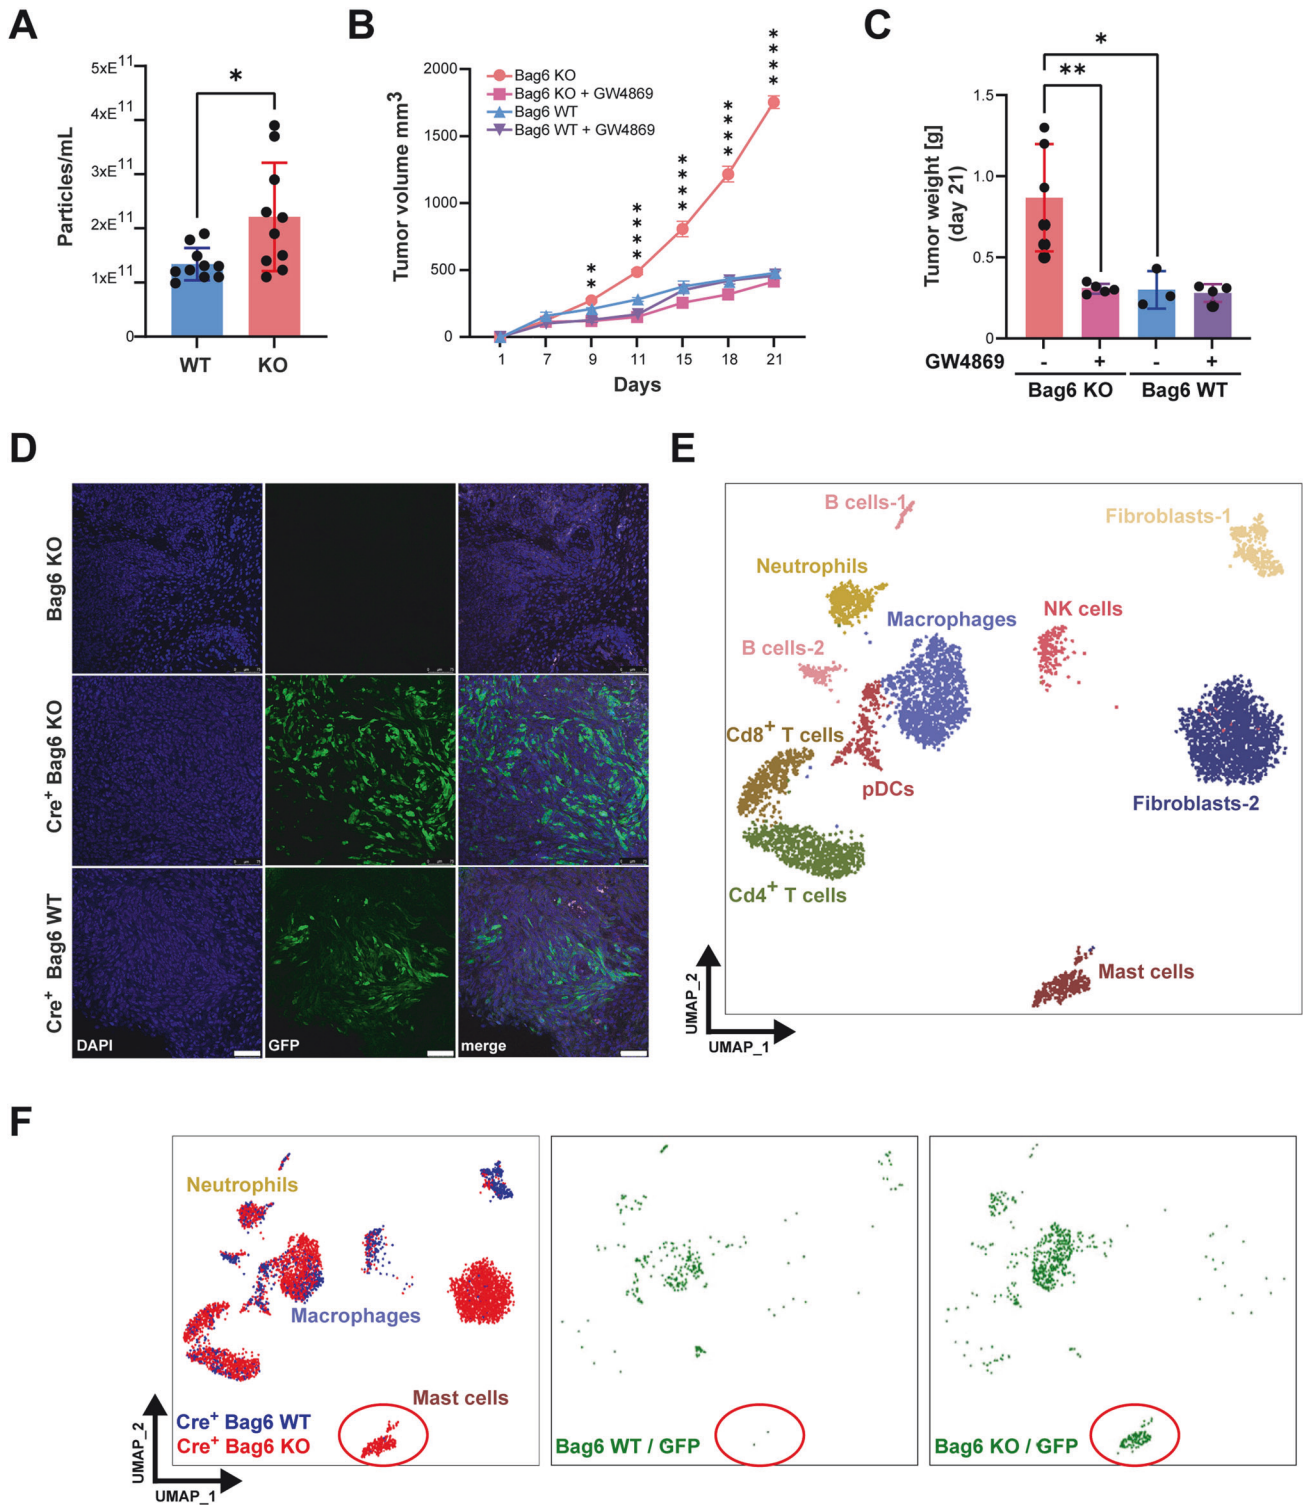 A
5xE11
4xE11
3xE11
2xE11
1xE11
0
Particles/mL
*
WT
KO
B
2000
1500
1000
500
0
Tumor volume mm3
Bag6 KO
Bag6 KO + GW4869
Bag6 WT
Bag6 WT + GW4869
**
****
****
****
****
1
7
9
11
15
18
21
Days
C
*
**
1.5
1.0
0.5
0
Tumor weight [g]
(day 21)
GW4869
-
+
-
+
Bag6 KO
Bag6 WT
D
Bag6 KO
Cre+ Bag6 KO
Cre+ Bag6 WT
DAPI
GFP
merge
E
B cells-1
Fibroblasts-1
Neutrophils
NK cells
Macrophages
B cells-2
Cd8+ T cells
pDCs
Fibroblasts-2
Cd4+ T cells
Mast cells
UMAP_2
UMAP_1
F
Neutrophils
Macrophages
Mast cells
Cre+ Bag6 WT
Cre+ Bag6 KO
UMAP_2
UMAP_1
Bag6 WT / GFP
Bag6 KO / GFP